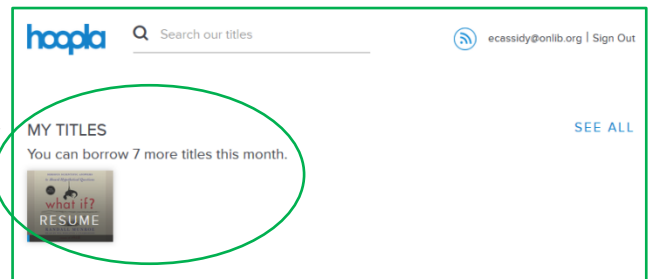 hoopla
Search our titles
ecassidy@onlib.org | Sign Out
MY TITLES
SEE ALL
You can borrow 7 more titles this month.
what if?
RESUME